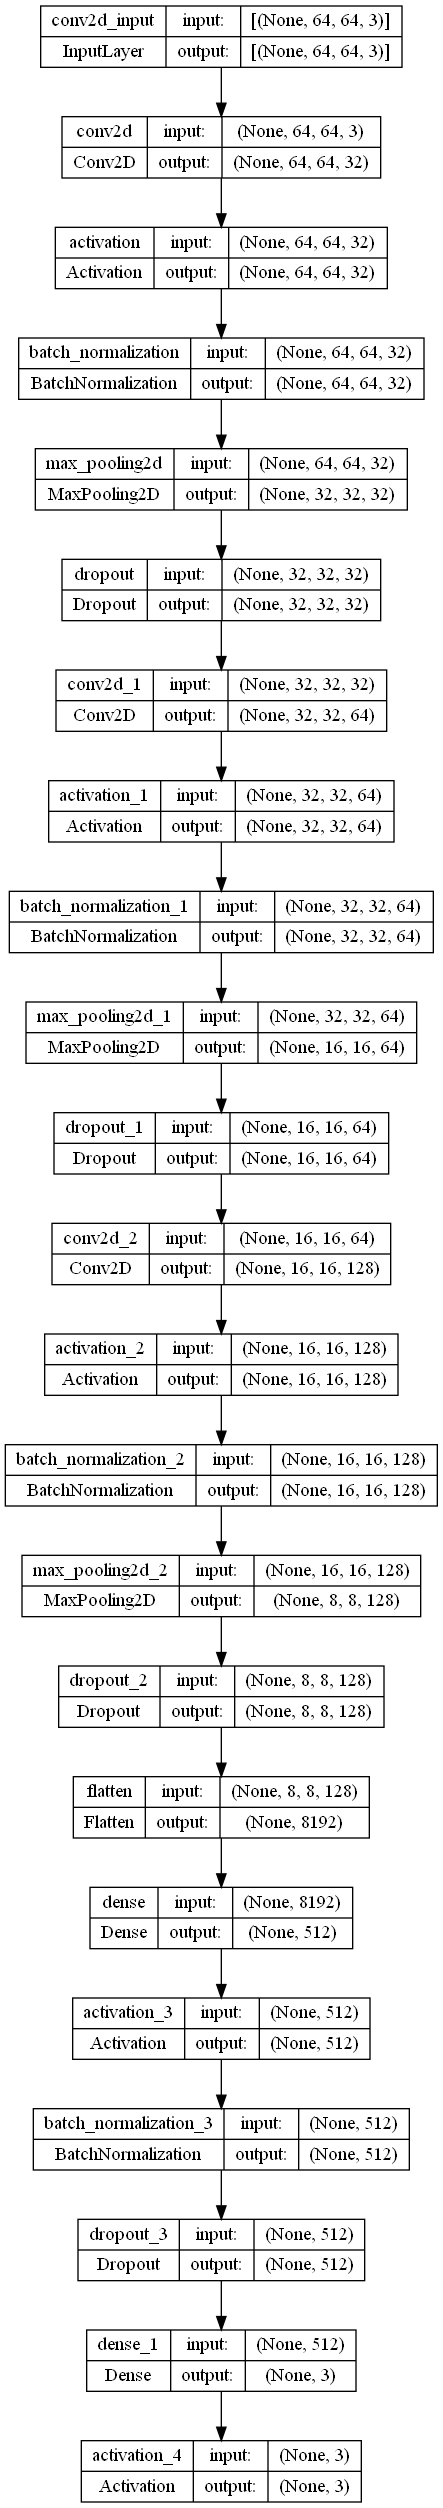 conv2d_input input: [(None, 64, 64, 3)]
InputLayer output: [(None, 64, 64, 3)]
conv2d input: (None, 64, 64, 3)
Conv2D output: (None, 64, 64, 32)
activation input: (None, 64, 64, 32)
Activation output: (None, 64, 64, 32)
batch_normalization input: (None, 64, 64, 32)
BatchNormalization output: (None, 64, 64, 32)
max_pooling2d input: (None, 64, 64, 32)
MaxPooling2D output: (None, 32, 32, 32)
dropout input: (None, 32, 32, 32)
Dropout output: (None, 32, 32, 32)
conv2d_1 input: (None, 32, 32, 32)
Conv2D output: (None, 32, 32, 64)
activation_1 input: (None, 32, 32, 64)
Activation output: (None, 32, 32, 64)
batch_normalization_1 input: (None, 32, 32, 64)
BatchNormalization output: (None, 32, 32, 64)
max_pooling2d_1 input: (None, 32, 32, 64)
MaxPooling2D output: (None, 16, 16, 64)
dropout_1 input: (None, 16, 16, 64)
Dropout output: (None, 16, 16, 64)
conv2d_2 input: (None, 16, 16, 64)
Conv2D output: (None, 16, 16, 128)
activation_2 input: (None, 16, 16, 128)
Activation output: (None, 16, 16, 128)
batch_normalization_2 input: (None, 16, 16, 128)
BatchNormalization output: (None, 16, 16, 128)
max_pooling2d_2 input: (None, 16, 16, 128)
MaxPooling2D output: (None, 8, 8, 128)
dropout_2 input: (None, 8, 8, 128)
Dropout output: (None, 8, 8, 128)
flatten input: (None, 8, 8, 128)
Flatten output: (None, 8192)
dense input: (None, 8192)
Dense output: (None, 512)
activation_3 input: (None, 512)
Activation output: (None, 512)
batch_normalization_3 input: (None, 512)
BatchNormalization output: (None, 512)
dropout_3 input: (None, 512)
Dropout output: (None, 512)
dense_1 input: (None, 512)
Dense output: (None, 3)
activation_4 input: (None, 3)
Activation output: (None, 3)